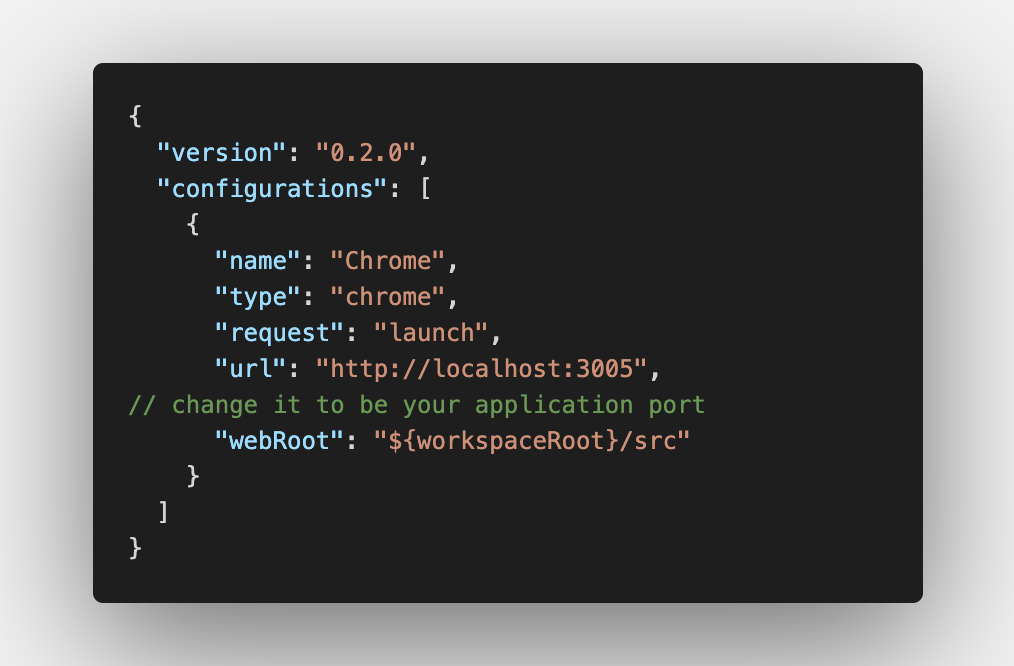 {
  "version": "0.2.0",
  "configurations": [
    {
      "name": "Chrome",
      "type": "chrome",
      "request": "launch",
      "url": "http://localhost:3005",
// change it to be your application port
      "webRoot": "${workspaceRoot}/src"
    }
  ]
}